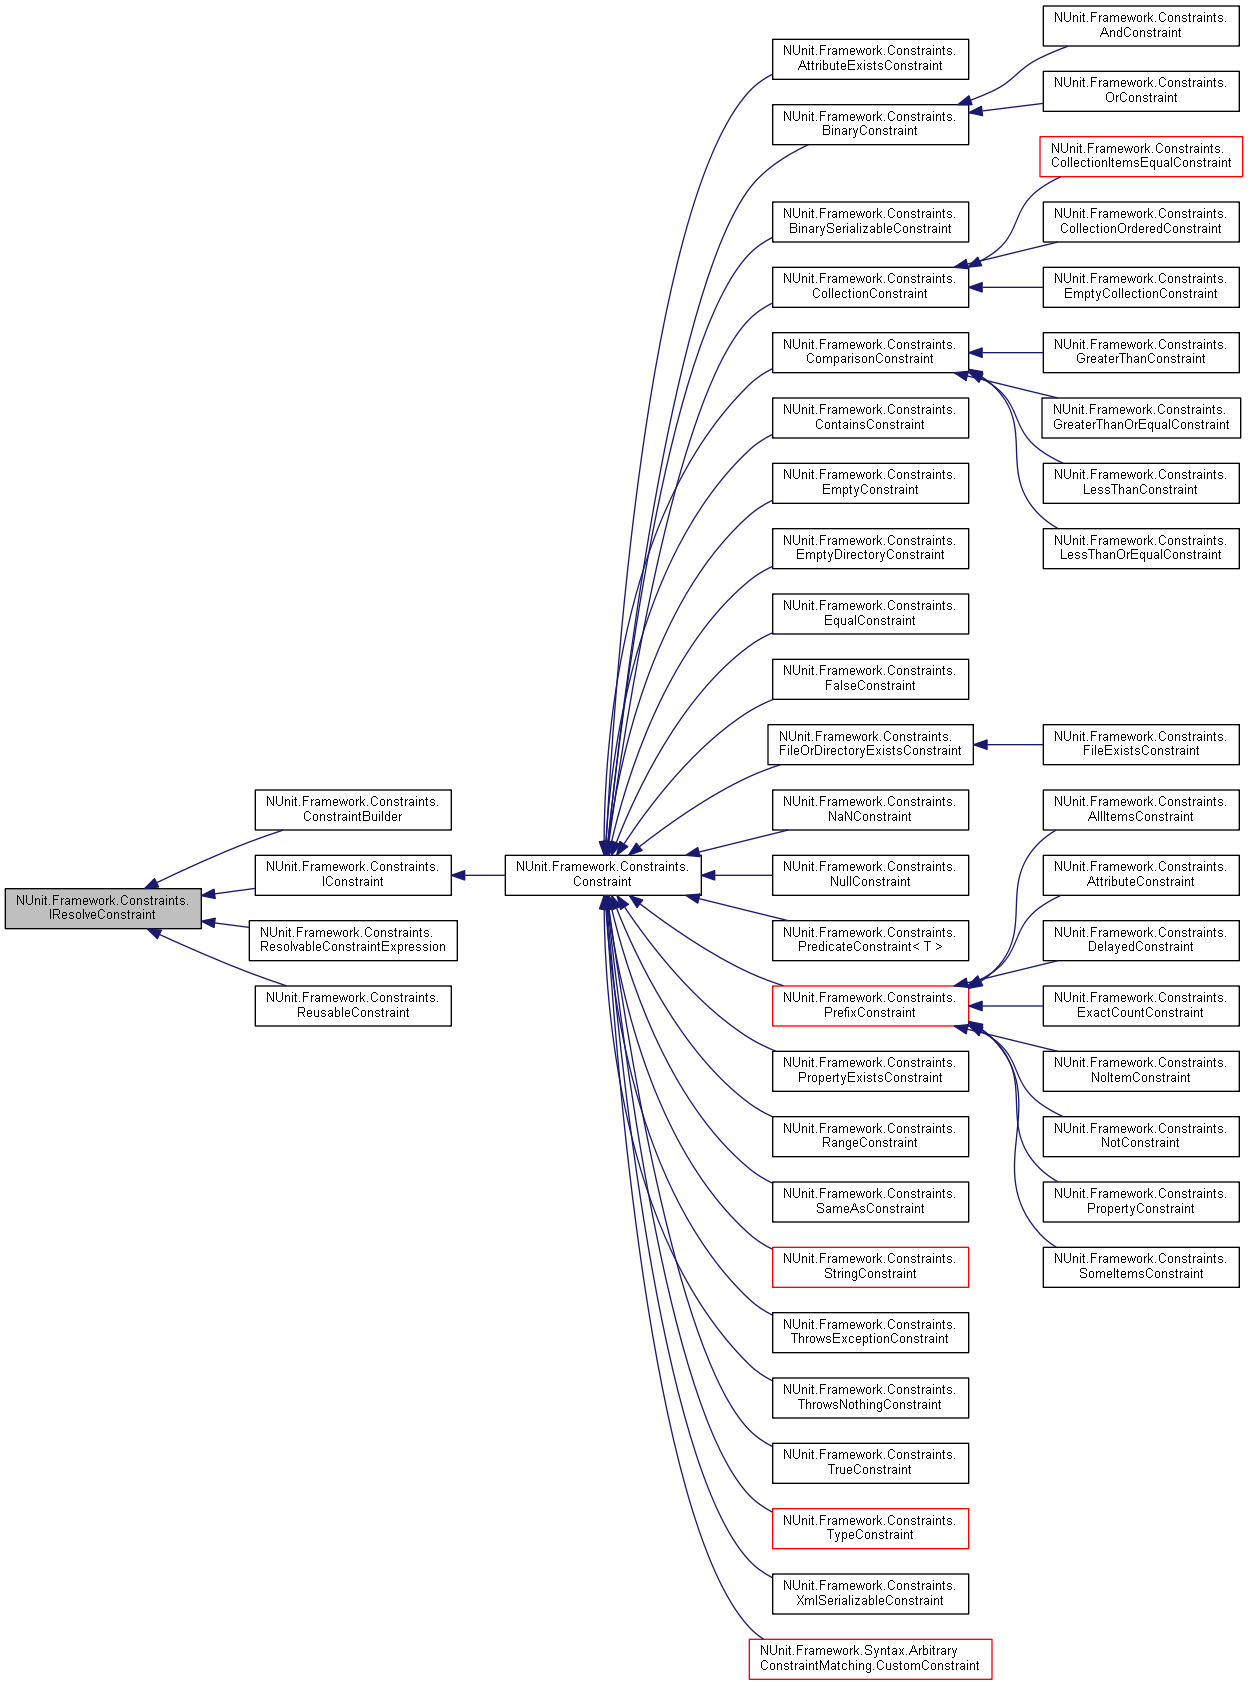 NUnit.Framework.Constraints.
IResolveConstraint
NUnit.Framework.Constraints.
ConstraintBuilder
NUnit.Framework.Constraints.
IConstraint
NUnit.Framework.Constraints.
ResolvableConstraintExpression
NUnit.Framework.Constraints.
ReusableConstraint
NUnit.Framework.Constraints.
Constraint
NUnit.Framework.Constraints.
AttributeExistsConstraint
NUnit.Framework.Constraints.
BinaryConstraint
NUnit.Framework.Constraints.
BinarySerializableConstraint
NUnit.Framework.Constraints.
CollectionConstraint
NUnit.Framework.Constraints.
ComparisonConstraint
NUnit.Framework.Constraints.
ContainsConstraint
NUnit.Framework.Constraints.
EmptyConstraint
NUnit.Framework.Constraints.
EmptyDirectoryConstraint
NUnit.Framework.Constraints.
EqualConstraint
NUnit.Framework.Constraints.
FalseConstraint
NUnit.Framework.Constraints.
FileOrDirectoryExistsConstraint
NUnit.Framework.Constraints.
NaNConstraint
NUnit.Framework.Constraints.
NullConstraint
NUnit.Framework.Constraints.
PredicateConstraint< T >
NUnit.Framework.Constraints.
PrefixConstraint
NUnit.Framework.Constraints.
PropertyExistsConstraint
NUnit.Framework.Constraints.
RangeConstraint
NUnit.Framework.Constraints.
SameAsConstraint
NUnit.Framework.Constraints.
StringConstraint
NUnit.Framework.Constraints.
ThrowsExceptionConstraint
NUnit.Framework.Constraints.
ThrowsNothingConstraint
NUnit.Framework.Constraints.
TrueConstraint
NUnit.Framework.Constraints.
TypeConstraint
NUnit.Framework.Constraints.
XmlSerializableConstraint
NUnit.Framework.Syntax.Arbitrary
ConstraintMatching.CustomConstraint
NUnit.Framework.Constraints.
AndConstraint
NUnit.Framework.Constraints.
OrConstraint
NUnit.Framework.Constraints.
CollectionItemsEqualConstraint
NUnit.Framework.Constraints.
CollectionOrderedConstraint
NUnit.Framework.Constraints.
EmptyCollectionConstraint
NUnit.Framework.Constraints.
GreaterThanConstraint
NUnit.Framework.Constraints.
GreaterThanOrEqualConstraint
NUnit.Framework.Constraints.
LessThanConstraint
NUnit.Framework.Constraints.
LessThanOrEqualConstraint
NUnit.Framework.Constraints.
FileExistsConstraint
NUnit.Framework.Constraints.
AllItemsConstraint
NUnit.Framework.Constraints.
AttributeConstraint
NUnit.Framework.Constraints.
DelayedConstraint
NUnit.Framework.Constraints.
ExactCountConstraint
NUnit.Framework.Constraints.
NoItemConstraint
NUnit.Framework.Constraints.
NotConstraint
NUnit.Framework.Constraints.
PropertyConstraint
NUnit.Framework.Constraints.
SomeItemsConstraint